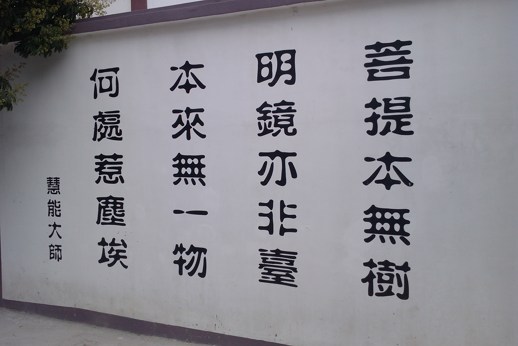 菩提本無樹
明鏡亦非臺
本來無一物
何處惹塵埃
慧能大師